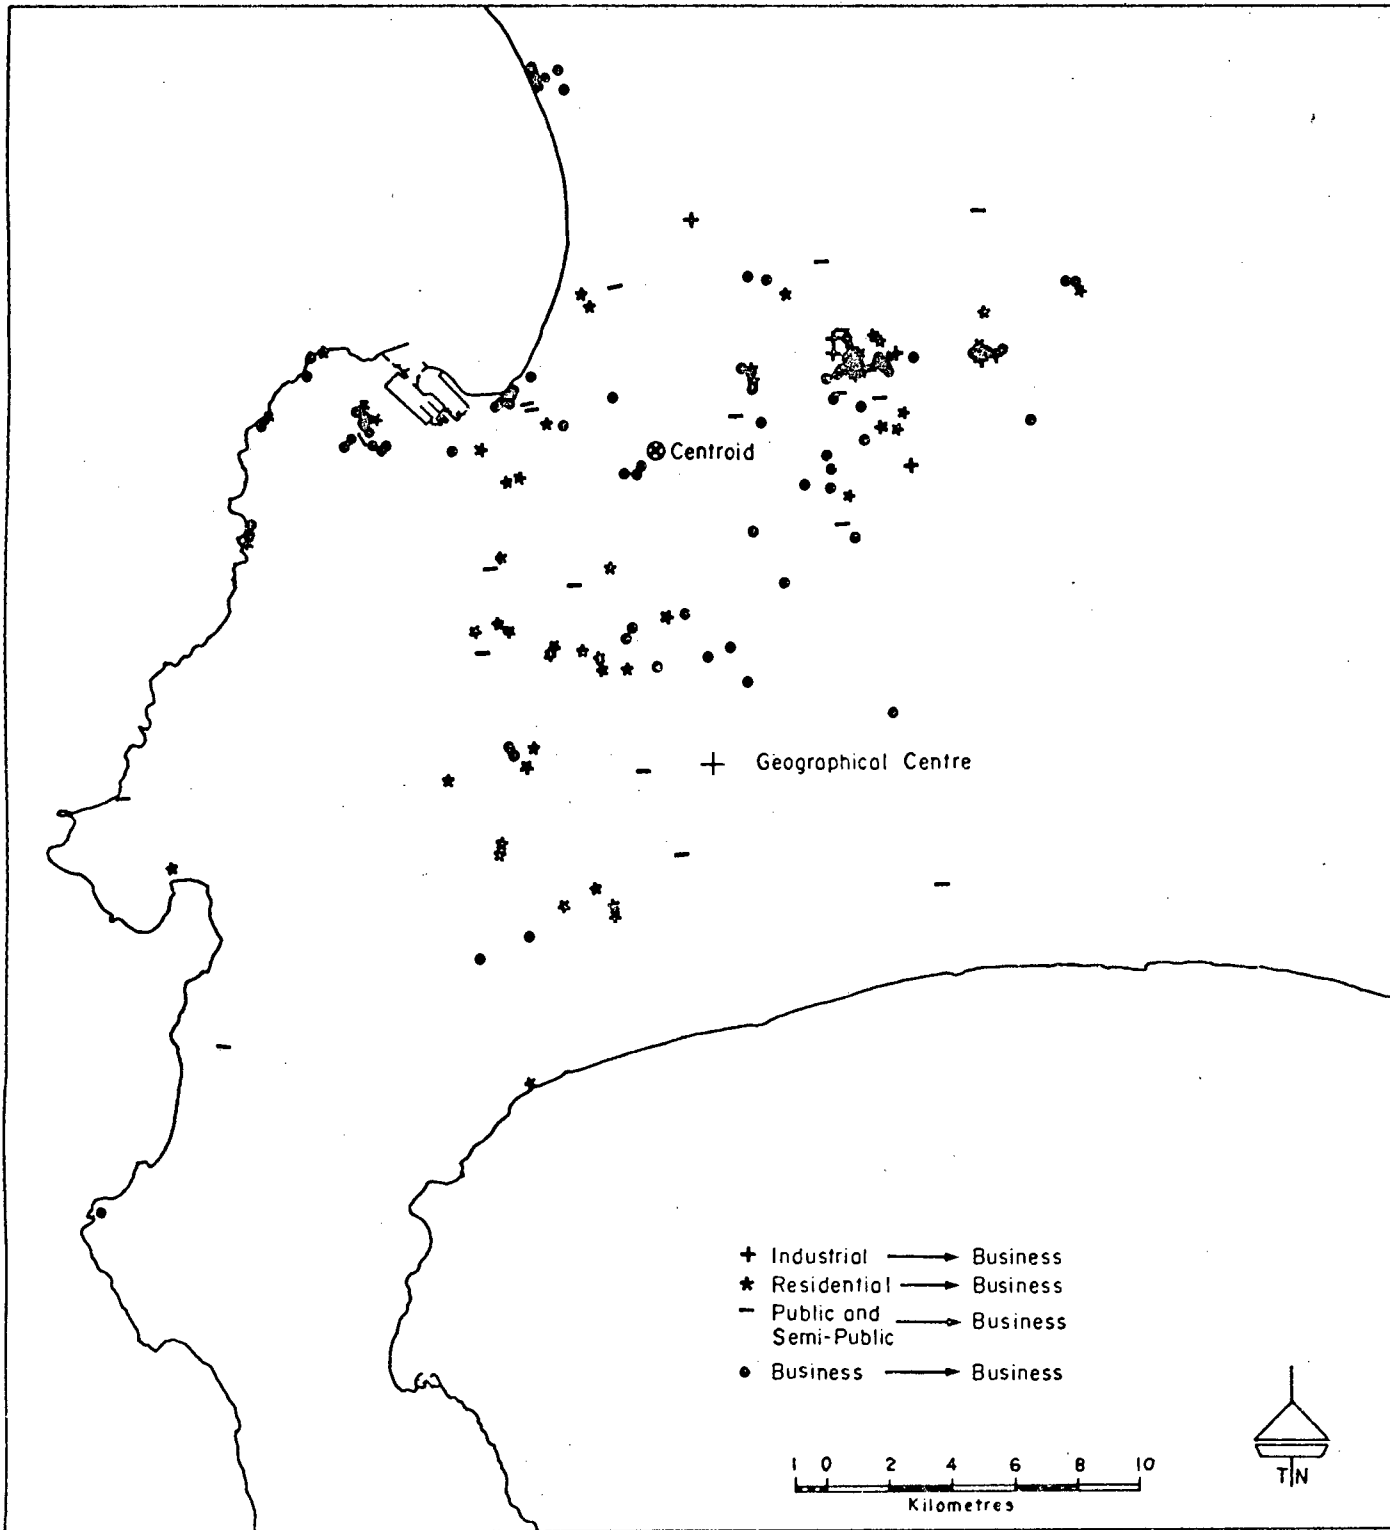 Centroid
Geographical Centre
Industrial Business
Residential Business
Public and
Semi-Public Business
Business Business
1 0 2 4 6 8 10
Kilometres
TN